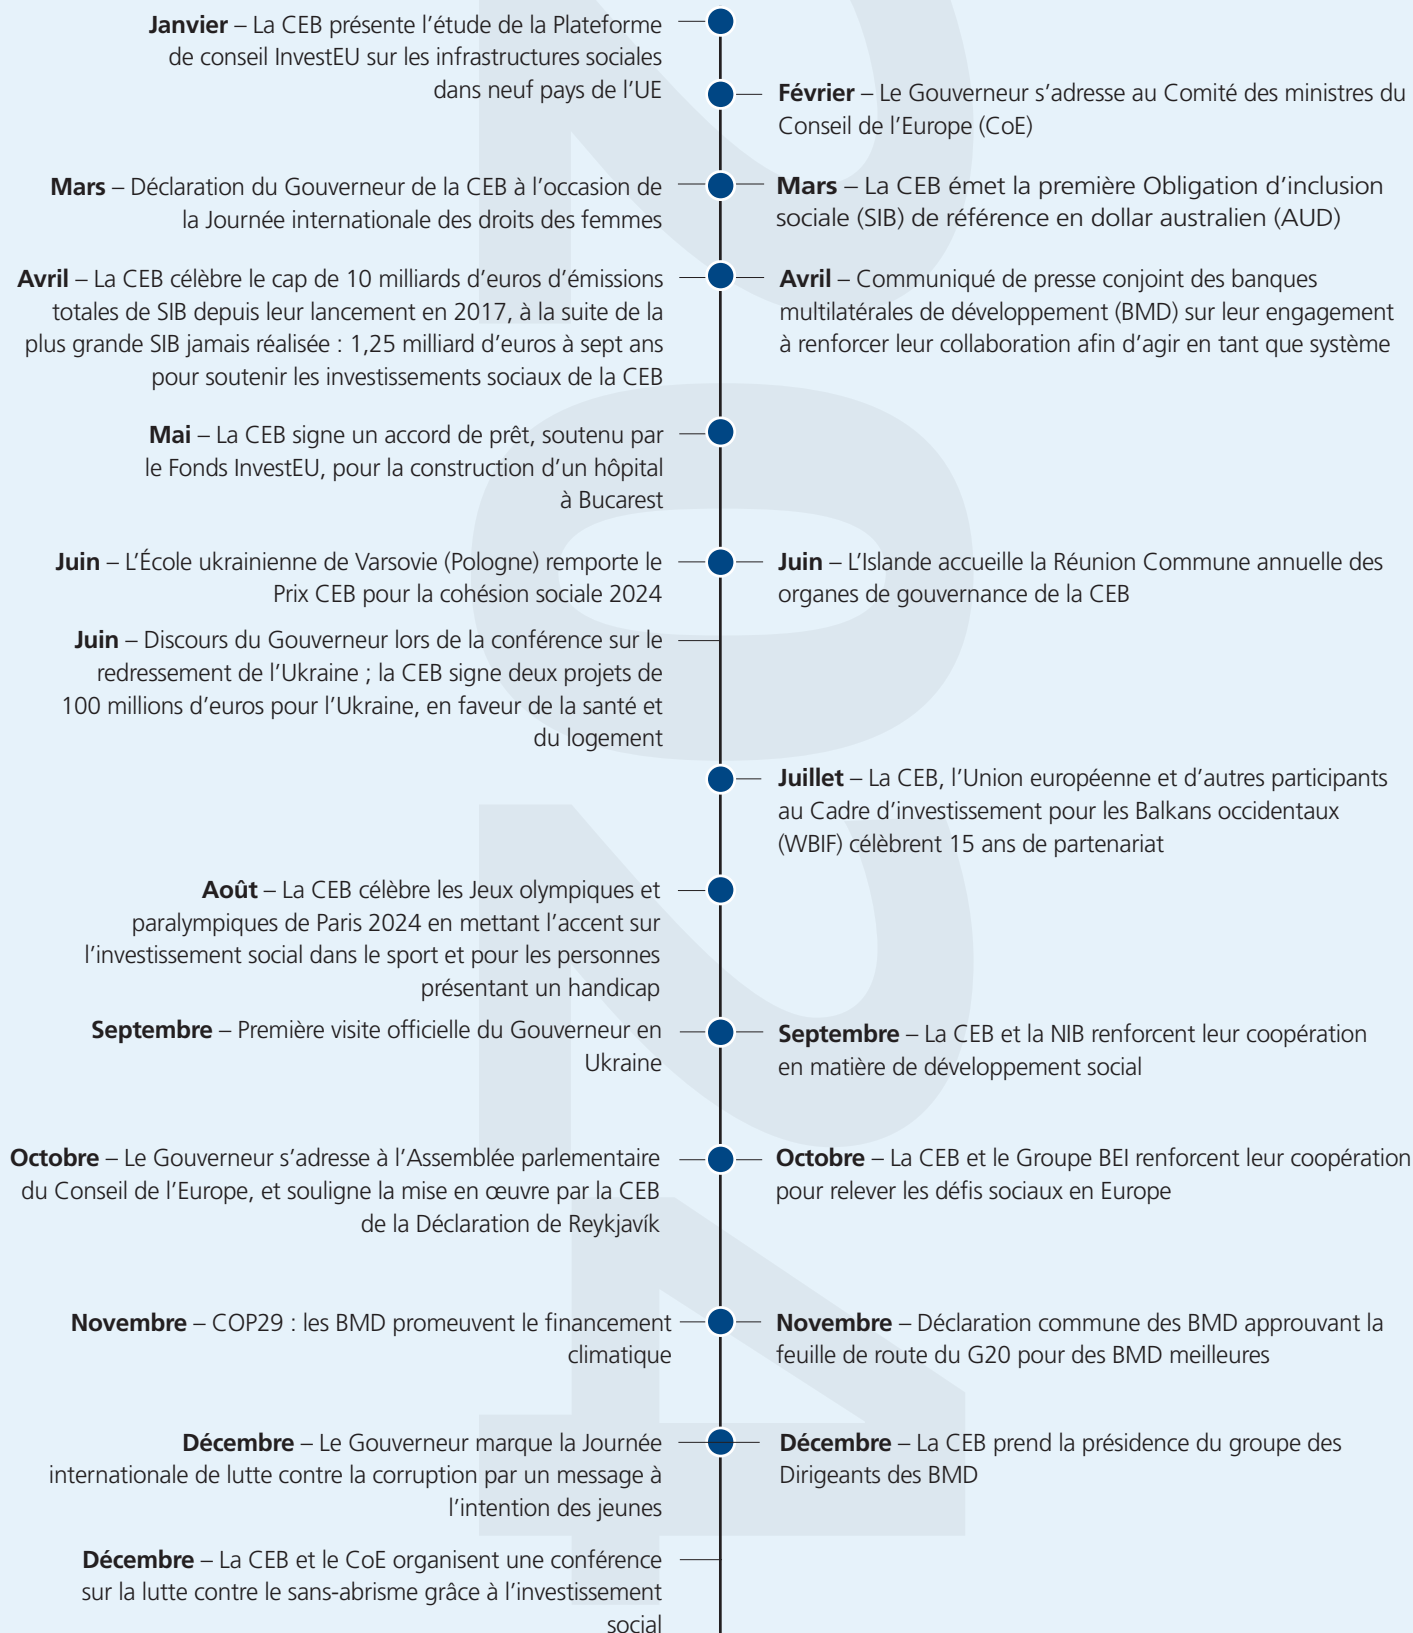 Janvier – La CEB présente l’étude de la Plateforme
de conseil InvestEU sur les infrastructures sociales
dans neuf pays de l’UE
Février – Le Gouverneur s’adresse au Comité des ministres du
Conseil de l’Europe (CoE)
Mars – Déclaration du Gouverneur de la CEB à l’occasion de
la Journée internationale des droits des femmes
Mars – La CEB émet la première Obligation d’inclusion
sociale (SIB) de référence en dollar australien (AUD)
Avril – La CEB célèbre le cap de 10 milliards d’euros d’émissions
totales de SIB depuis leur lancement en 2017, à la suite de la
plus grande SIB jamais réalisée : 1,25 milliard d’euros à sept ans
pour soutenir les investissements sociaux de la CEB
Avril – Communiqué de presse conjoint des banques
multilatérales de développement (BMD) sur leur engagement
à renforcer leur collaboration afin d’agir en tant que système
Mai – La CEB signe un accord de prêt, soutenu par
le Fonds InvestEU, pour la construction d’un hôpital
à Bucarest
Juin – L’École ukrainienne de Varsovie (Pologne) remporte le
Prix CEB pour la cohésion sociale 2024
Juin – L’Islande accueille la Réunion Commune annuelle des
organes de gouvernance de la CEB
Juin – Discours du Gouverneur lors de la conférence sur le
redressement de l’Ukraine ; la CEB signe deux projets de
100 millions d’euros pour l’Ukraine, en faveur de la santé et
du logement
Juillet – La CEB, l’Union européenne et d’autres participants
au Cadre d’investissement pour les Balkans occidentaux
(WBIF) célèbrent 15 ans de partenariat
Août – La CEB célèbre les Jeux olympiques et
paralympiques de Paris 2024 en mettant l’accent sur
l’investissement social dans le sport et pour les personnes
présentant un handicap
Septembre – Première visite officielle du Gouverneur en
Ukraine
Septembre – La CEB et la NIB renforcent leur coopération
en matière de développement social
Octobre – Le Gouverneur s’adresse à l’Assemblée parlementaire
du Conseil de l’Europe, et souligne la mise en œuvre par la CEB
de la Déclaration de Reykjavík
Octobre – La CEB et le Groupe BEI renforcent leur coopération
pour relever les défis sociaux en Europe
Novembre – COP29 : les BMD promeuvent le financement
climatique
Novembre – Déclaration commune des BMD approuvant la
feuille de route du G20 pour des BMD meilleures
Décembre – Le Gouverneur marque la Journée
internationale de lutte contre la corruption par un message à
l’intention des jeunes
Décembre – La CEB prend la présidence du groupe des
Dirigeants des BMD
Décembre – La CEB et le CoE organisent une conférence
sur la lutte contre le sans-abrisme grâce à l’investissement
social
2024